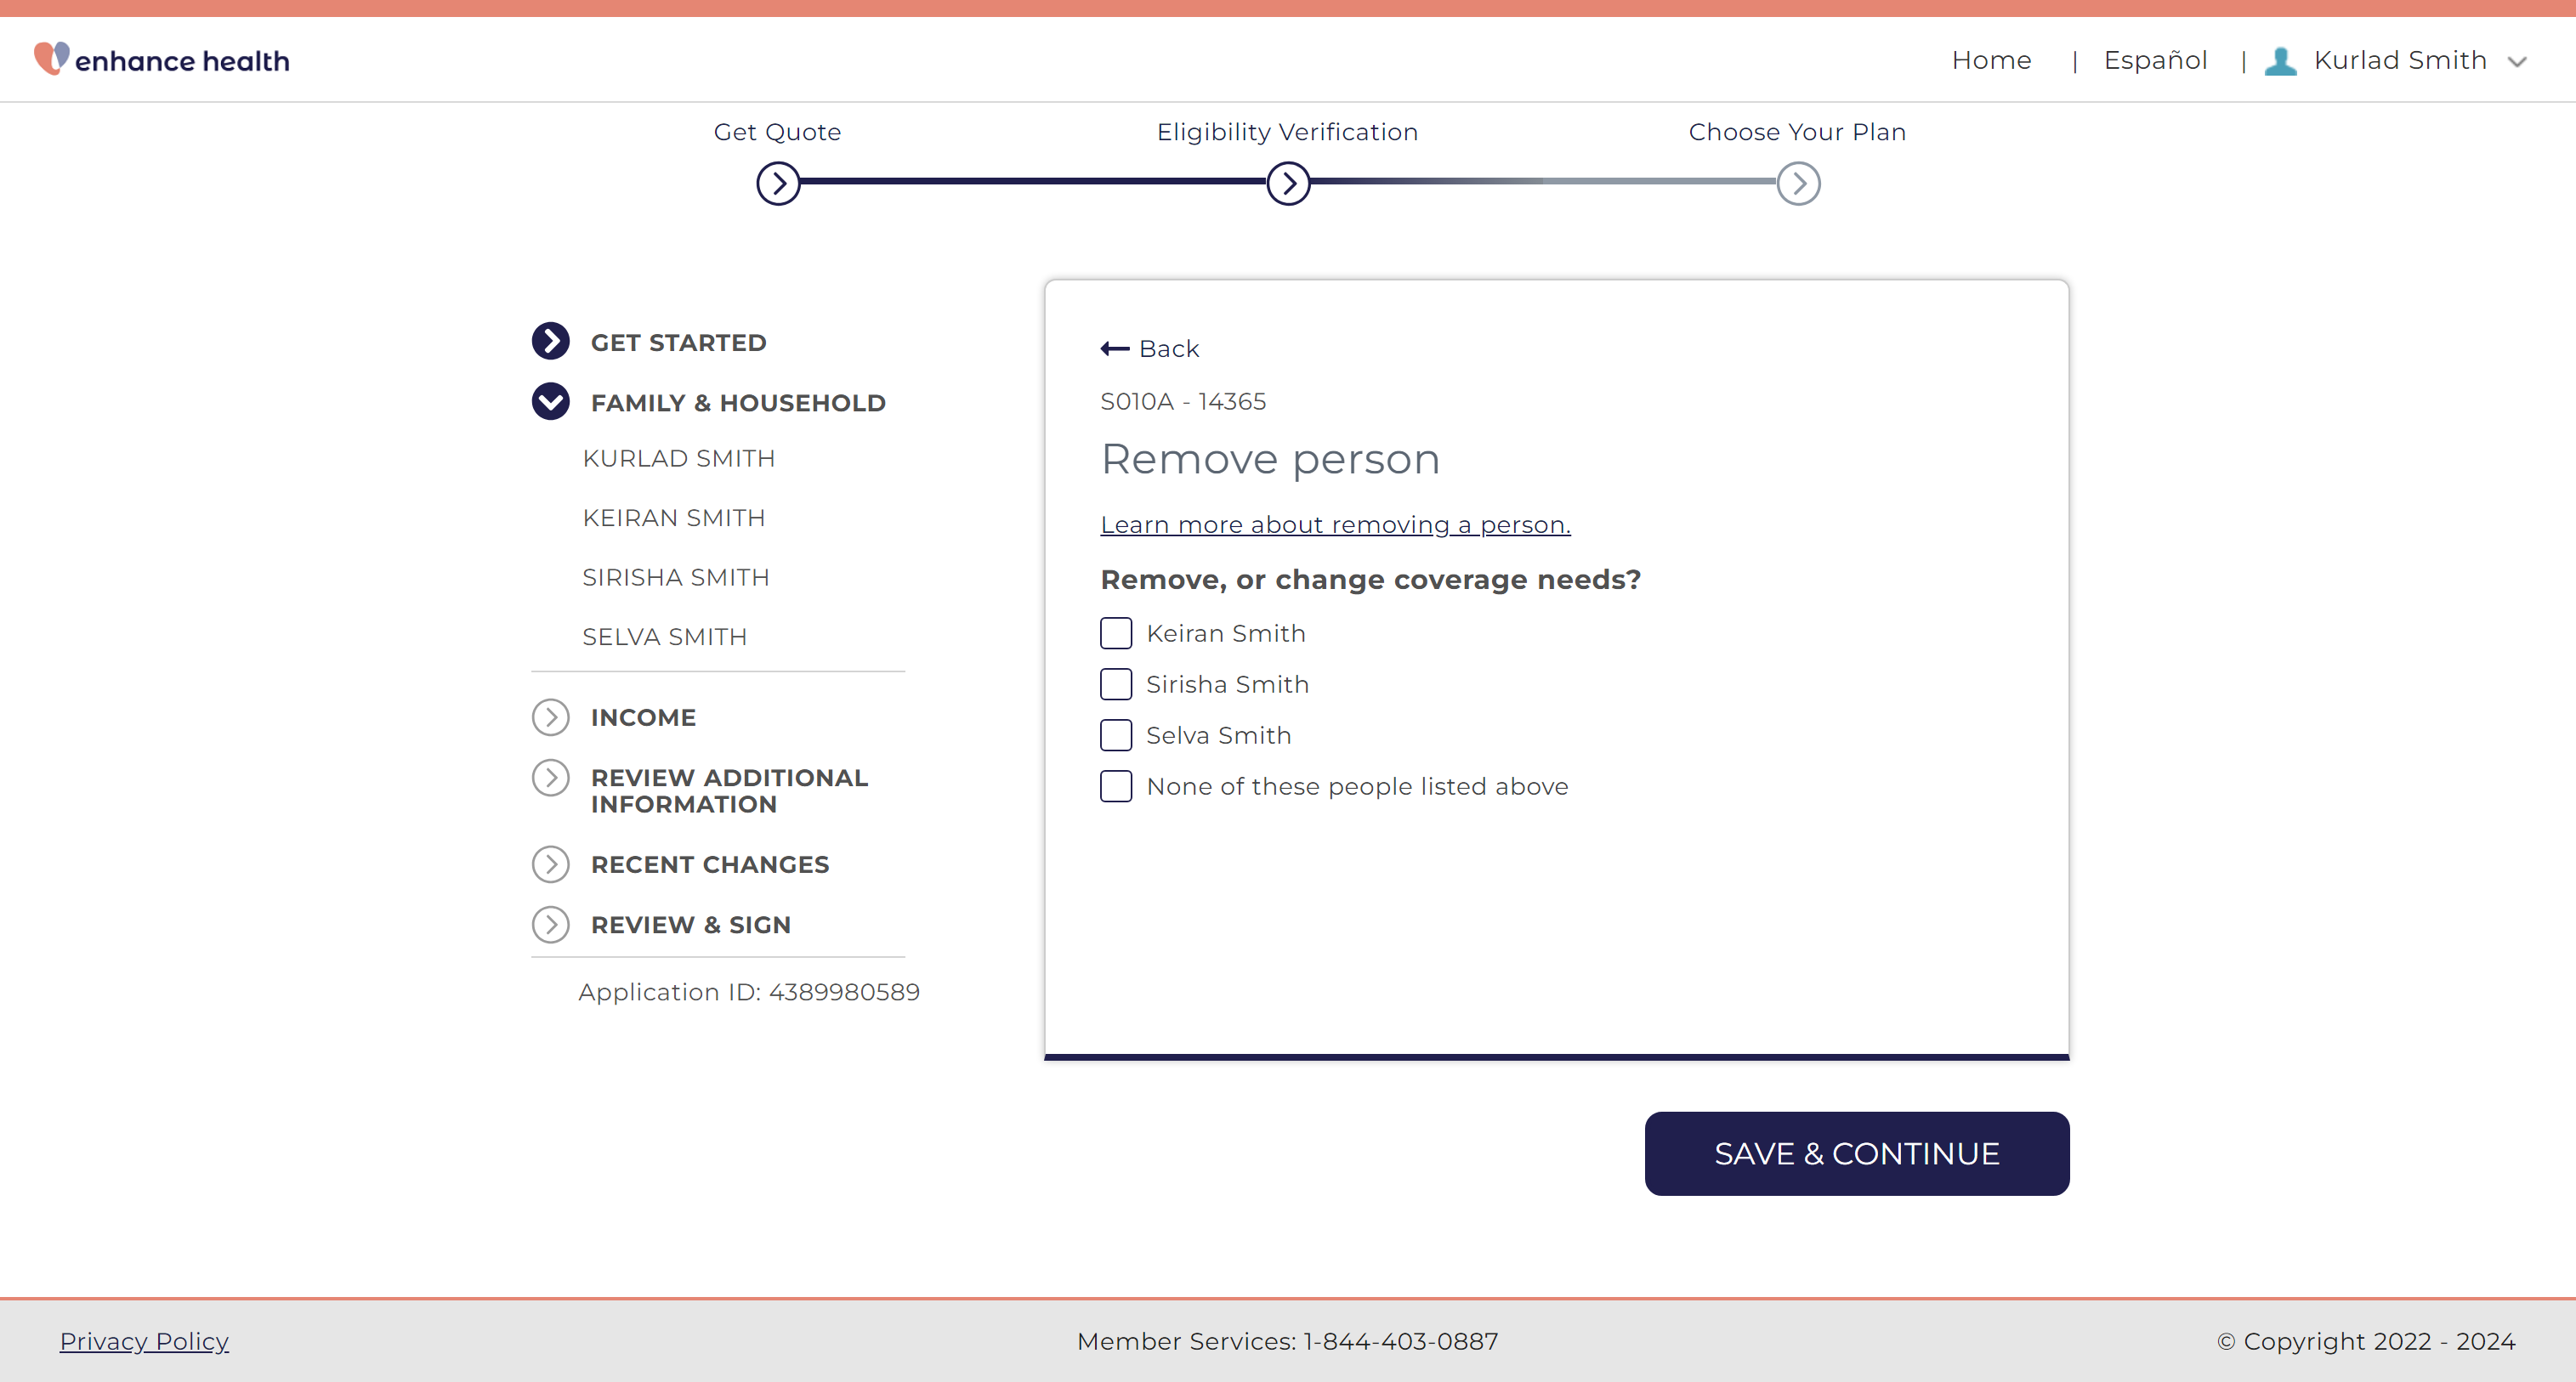 enhance health
Home | Español | Kurlad Smith
Get Quote
Eligibility Verification
Choose Your Plan
GET STARTED
FAMILY & HOUSEHOLD
KURLAD SMITH
KEIRAN SMITH
SIRISHA SMITH
SELVA SMITH
INCOME
REVIEW ADDITIONAL
INFORMATION
RECENT CHANGES
REVIEW & SIGN
Application ID: 4389980589
Back
S010A - 14365
Remove person
Learn more about removing a person.
Remove, or change coverage needs?
Keiran Smith
Sirisha Smith
Selva Smith
None of these people listed above
SAVE & CONTINUE
Privacy Policy
Member Services: 1-844-403-0887
© Copyright 2022 - 2024